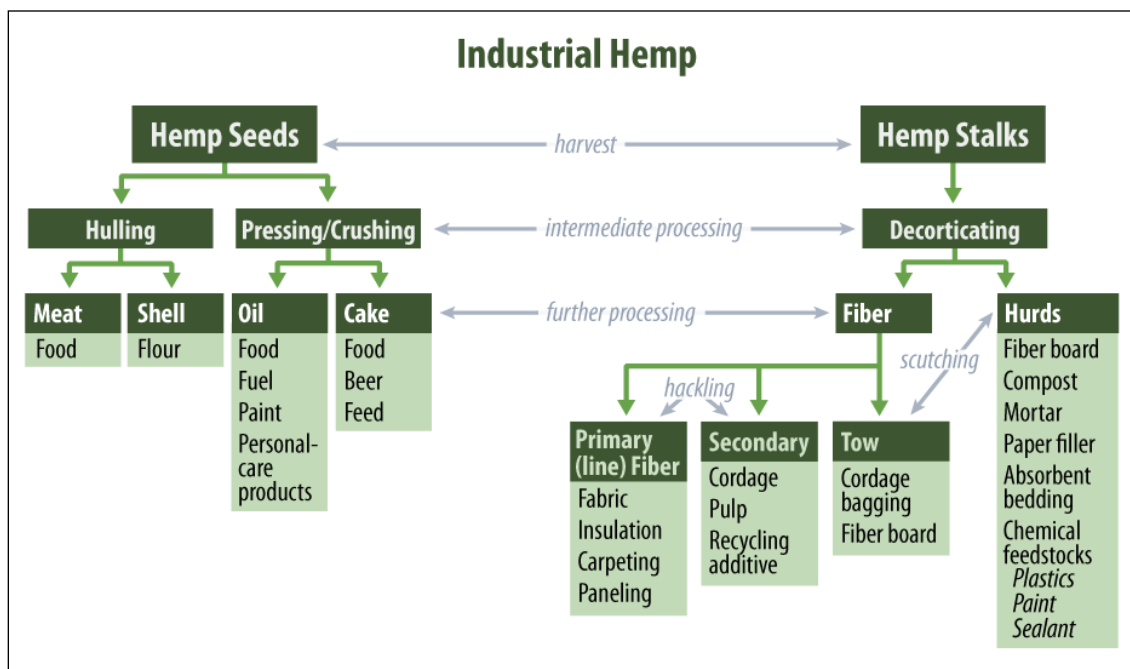 Industrial Hemp
Hemp Seeds
harvest
Hemp Stalks
Hulling
Pressing/Crushing
intermediate processing
Decorticating
Meat
Food
Shell
Flour
Oil
Food
Fuel
Paint
Personal-
care
products
Cake
Food
Beer
Feed
further processing
Fiber
scutching
hackling
Primary
(line) Fiber
Fabric
Insulation
Carpeting
Paneling
Secondary
Cordage
Pulp
Recycling
additive
Tow
Cordage
bagging
Fiber board
Hurds
Fiber board
Compost
Mortar
Paper filler
Absorbent
bedding
Chemical
feedstocks
Plastics
Paint
Sealant